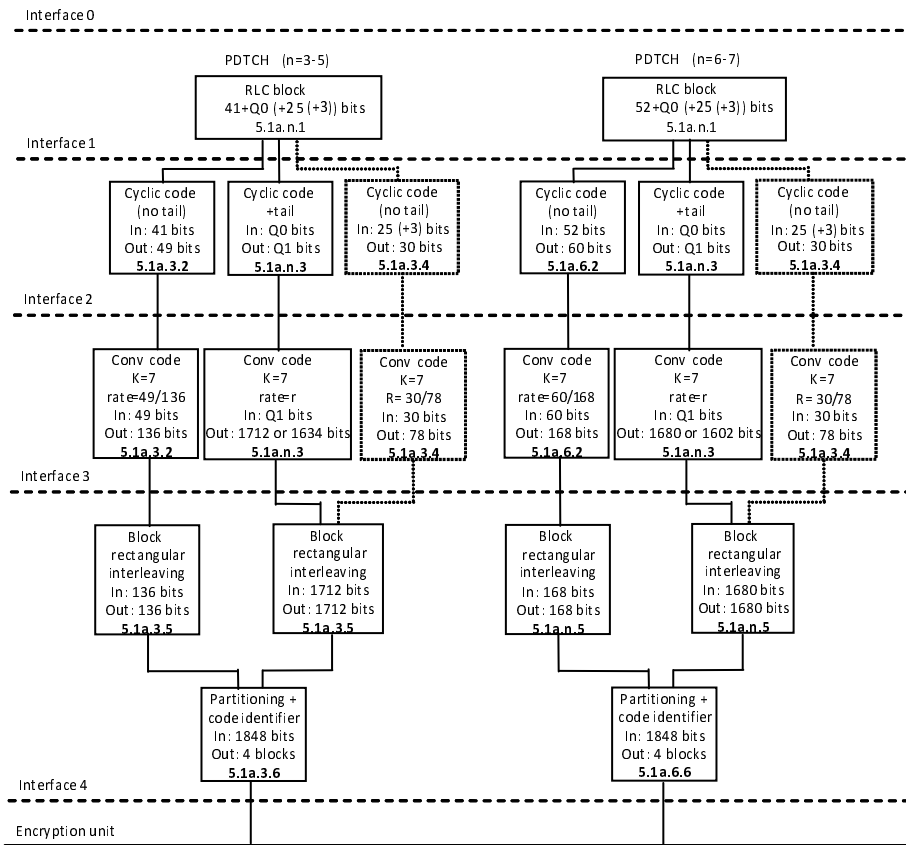 Interface 0
PDTCH (n=3-5)
RLC block
41+Q0 (+25 (+3)) bits
5.1a.n.1
PDTCH (n=6-7)
RLC block
52+Q0 (+25 (+3)) bits
5.1a.n.1
Interface 1
Cyclic code
(no tail)
In: 41 bits
Out: 49 bits
5.1a.3.2
Cyclic code
+tail
In: Q0 bits
Out: Q1 bits
5.1a.n.3
Cyclic code
(no tail)
In: 25 (+3) bits
Out: 30 bits
5.1a.3.4
Cyclic code
(no tail)
In: 52 bits
Out: 60 bits
5.1a.6.2
Cyclic code
+tail
In: Q0 bits
Out: Q1 bits
5.1a.n.3
Cyclic code
(no tail)
In: 25 (+3) bits
Out: 30 bits
5.1a.3.4
Interface 2
Conv code
K=7
rate=49/136
In: 49 bits
Out: 136 bits
5.1a.3.2
Conv code
K=7
rate=r
In: Q1 bits
Out: 1712 or 1634 bits
5.1a.n.3
Conv code
K=7
R= 30/78
In: 30 bits
Out: 78 bits
5.1a.3.4
Conv code
K=7
rate=60/168
In: 60 bits
Out: 168 bits
5.1a.6.2
Conv code
K=7
rate=r
In: Q1 bits
Out: 1680 or 1602 bits
5.1a.n.3
Conv code
K=7
R= 30/78
In: 30 bits
Out: 78 bits
5.1a.3.4
Interface 3
Block
rectangular
interleaving
In: 136 bits
Out: 136 bits
5.1a.3.5
Block
rectangular
interleaving
In: 1712 bits
Out: 1712 bits
5.1a.3.5
Block
rectangular
interleaving
In: 168 bits
Out: 168 bits
5.1a.n.5
Block
rectangular
interleaving
In: 1680 bits
Out: 1680 bits
5.1a.n.5
Partitioning +
code identifier
In: 1848 bits
Out: 4 blocks
5.1a.3.6
Partitioning +
code identifier
In: 1848 bits
Out: 4 blocks
5.1a.6.6
Interface 4
Encryption unit